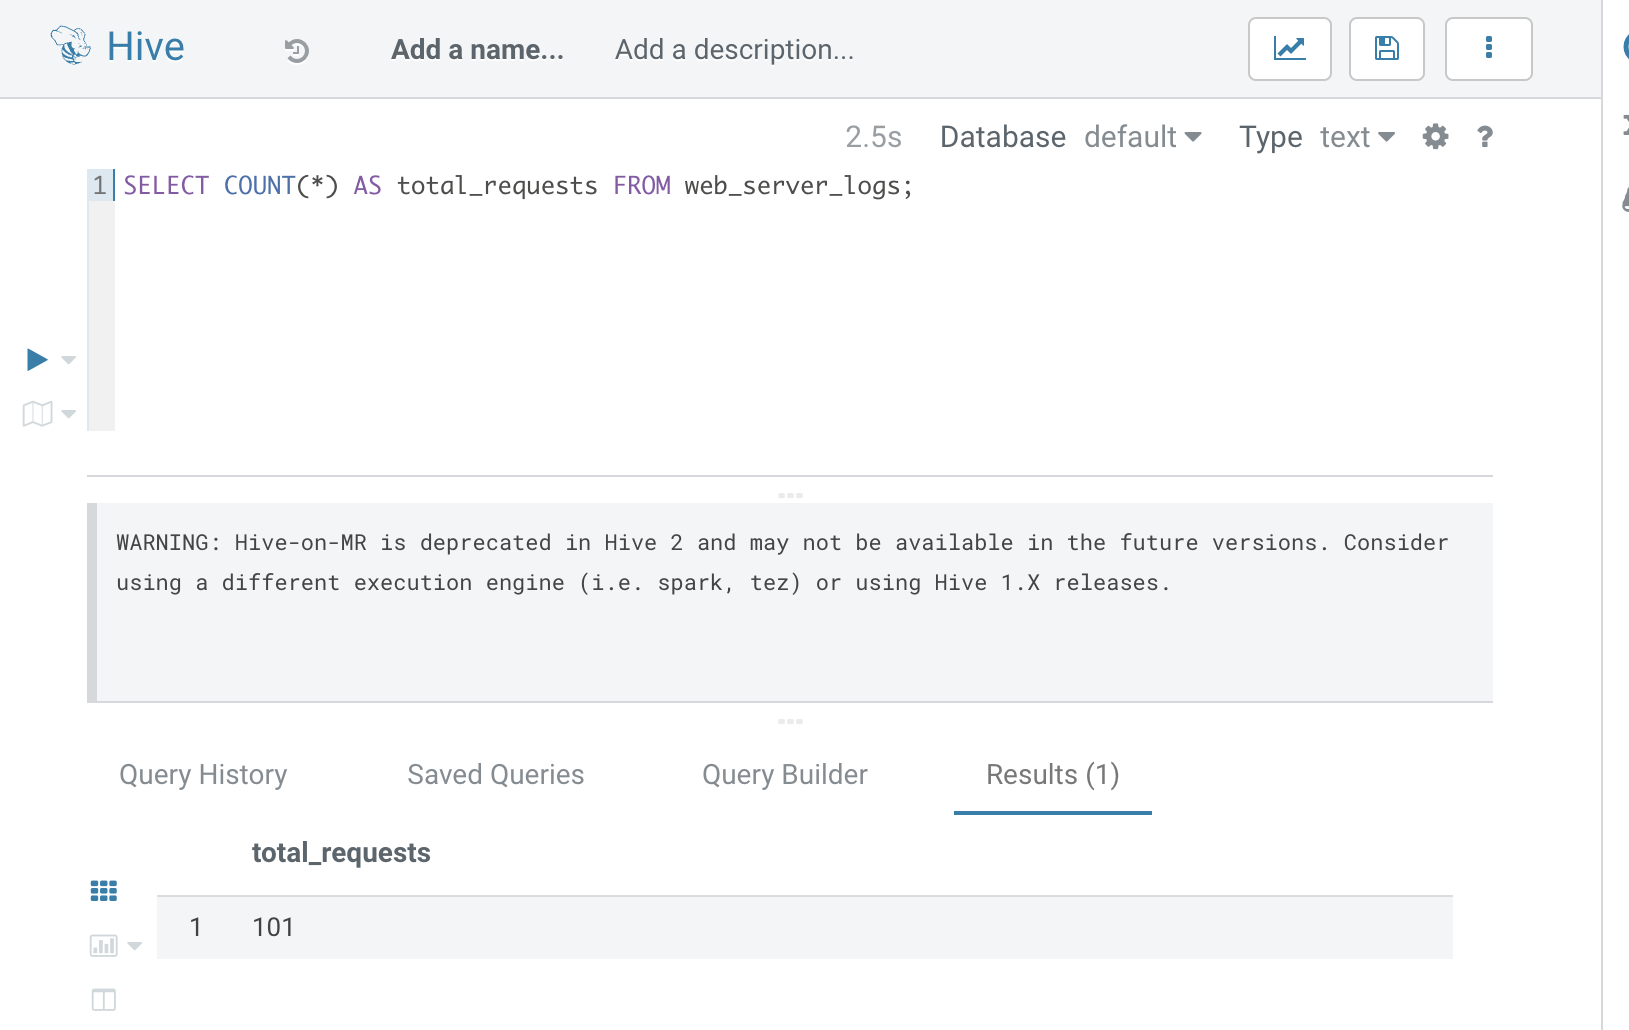 Hive
Add a name...
Add a description...
2.5s Database default Type text ?
1 SELECT COUNT(*) AS total_requests FROM web_server_logs;
WARNING: Hive-on-MR is deprecated in Hive 2 and may not be available in the future versions. Consider
using a different execution engine (i.e. spark, tez) or using Hive 1.X releases.
Query History Saved Queries Query Builder Results (1)
total_requests
1 101